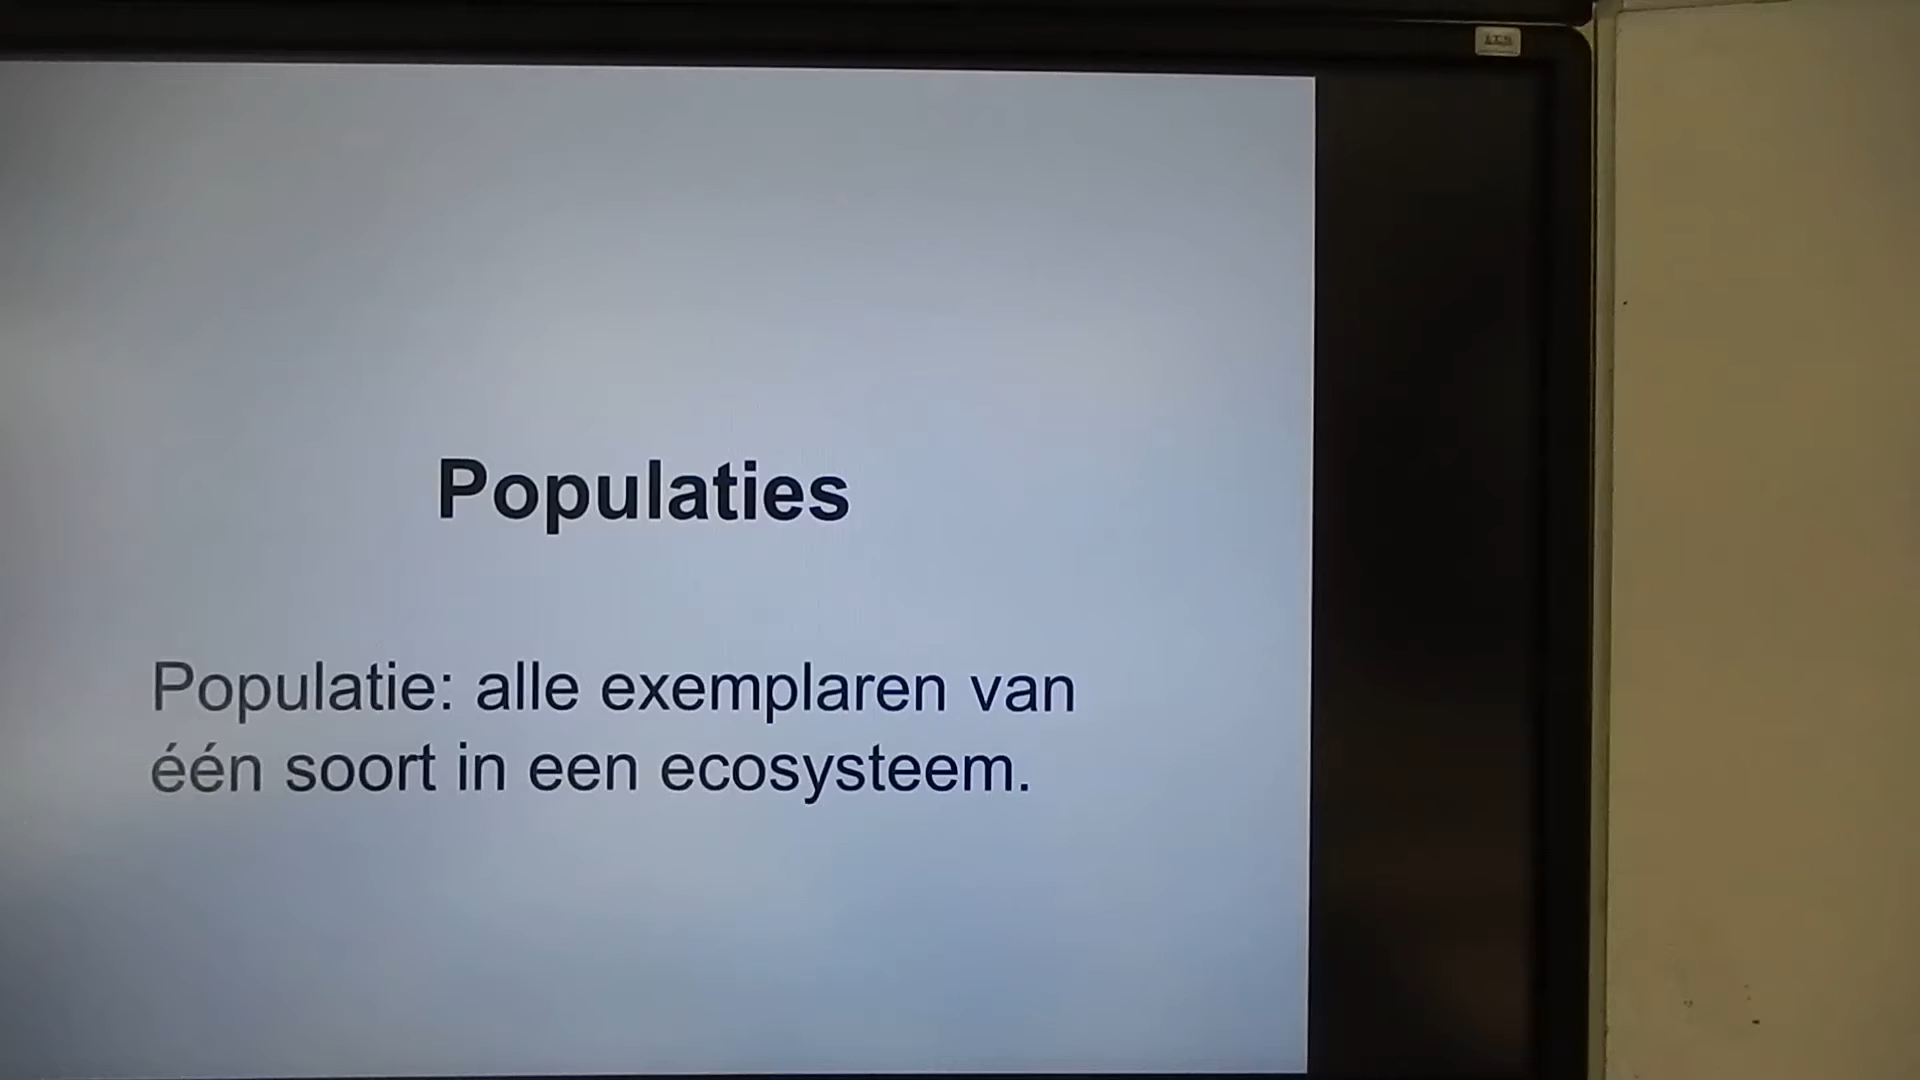 Populaties
Populatie: alle exemplaren van
één soort in een ecosysteem.